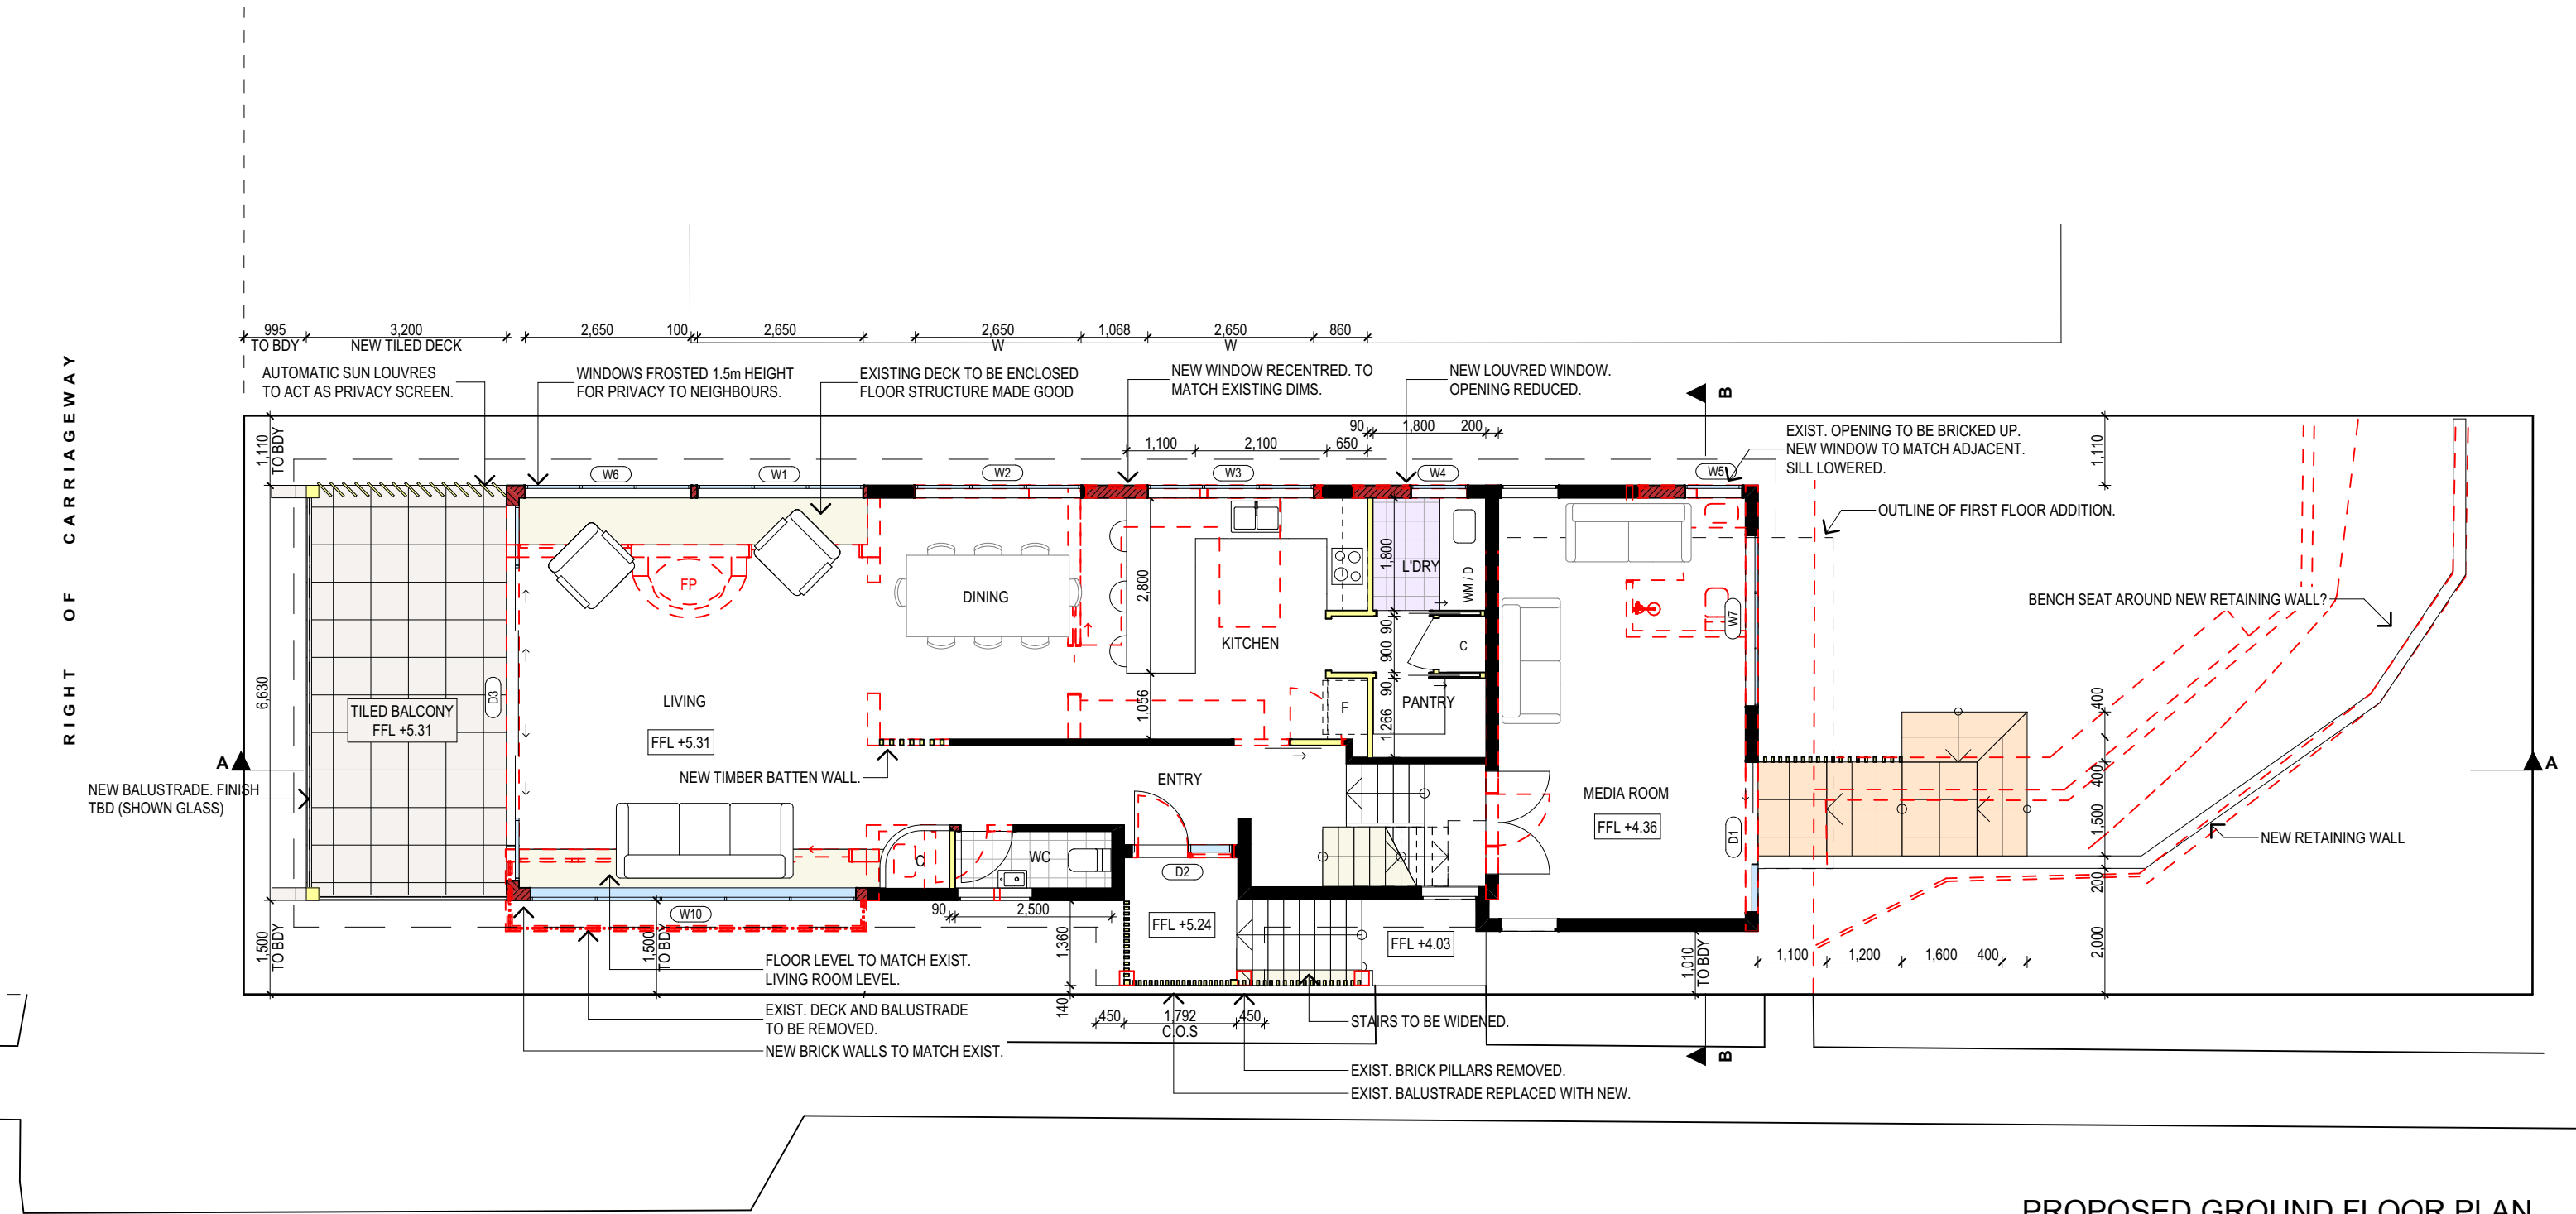 995
3,200
2,650
100
2,650
2,650
1,068
2,650
860
TO BDY
NEW TILED DECK
W
W
RIGHT OF CARRIAGEWAY
AUTOMATIC SUN LOUVRES
TO ACT AS PRIVACY SCREEN.
WINDOWS FROSTED 1.5m HEIGHT
FOR PRIVACY TO NEIGHBOURS.
EXISTING DECK TO BE ENCLOSED
FLOOR STRUCTURE MADE GOOD
NEW WINDOW RECENTRED. TO
MATCH EXISTING DIMS.
NEW LOUVRED WINDOW.
OPENING REDUCED.
B
EXIST. OPENING TO BE BRICKED UP.
NEW WINDOW TO MATCH ADJACENT.
SILL LOWERED.
OUTLINE OF FIRST FLOOR ADDITION.
1,110
TO BDY
1,100
2,100
650
90
1,800
200
1,110
W6
W1
W2
W3
W4
W5
FP
DINING
2,800
KITCHEN
1,800
L'DRY
WM / D
W7
BENCH SEAT AROUND NEW RETAINING WALL?
90
900
C
90
PANTRY
1,266
F
1,056
6,630
TILED BALCONY
FFL +5.31
D3
LIVING
FFL +5.31
400
A
NEW TIMBER BATTEN WALL.
ENTRY
400
A
NEW BALUSTRADE. FINISH
TBD (SHOWN GLASS)
MEDIA ROOM
FFL +4.36
D1
1,500
NEW RETAINING WALL
C
WC
D2
200
90
2,500
W10
1,500
TO BDY
1,500
TO BDY
1,360
FFL +5.24
FFL +4.03
1,010
TO BDY
1,100
1,200
1,600
400
2,000
FLOOR LEVEL TO MATCH EXIST.
LIVING ROOM LEVEL.
EXIST. DECK AND BALUSTRADE
TO BE REMOVED.
NEW BRICK WALLS TO MATCH EXIST.
140
450
1,792
450
C.O.S
STAIRS TO BE WIDENED.
B
EXIST. BRICK PILLARS REMOVED.
EXIST. BALUSTRADE REPLACED WITH NEW.
PROPOSED GROUND FLOOR PLAN